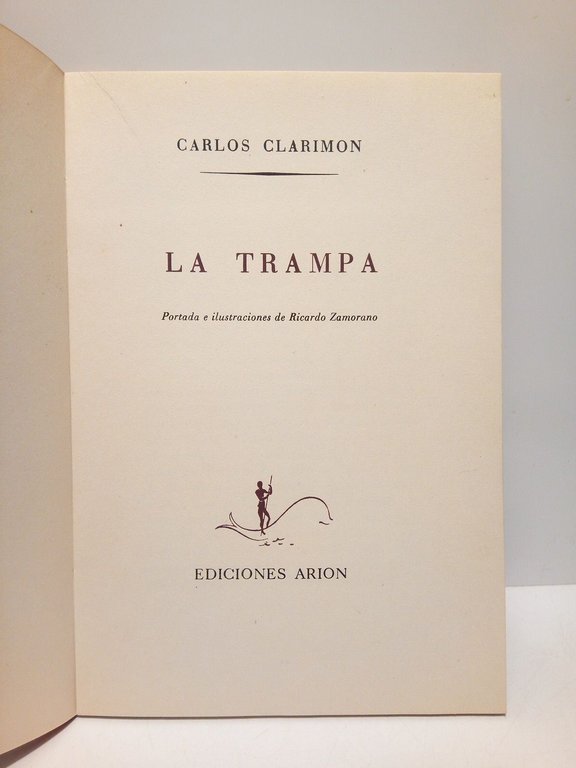 CARLOS CLARIMON
LA TRAMPA
Portada e ilustraciones de Ricardo Zamorano
EDICIONES ARION